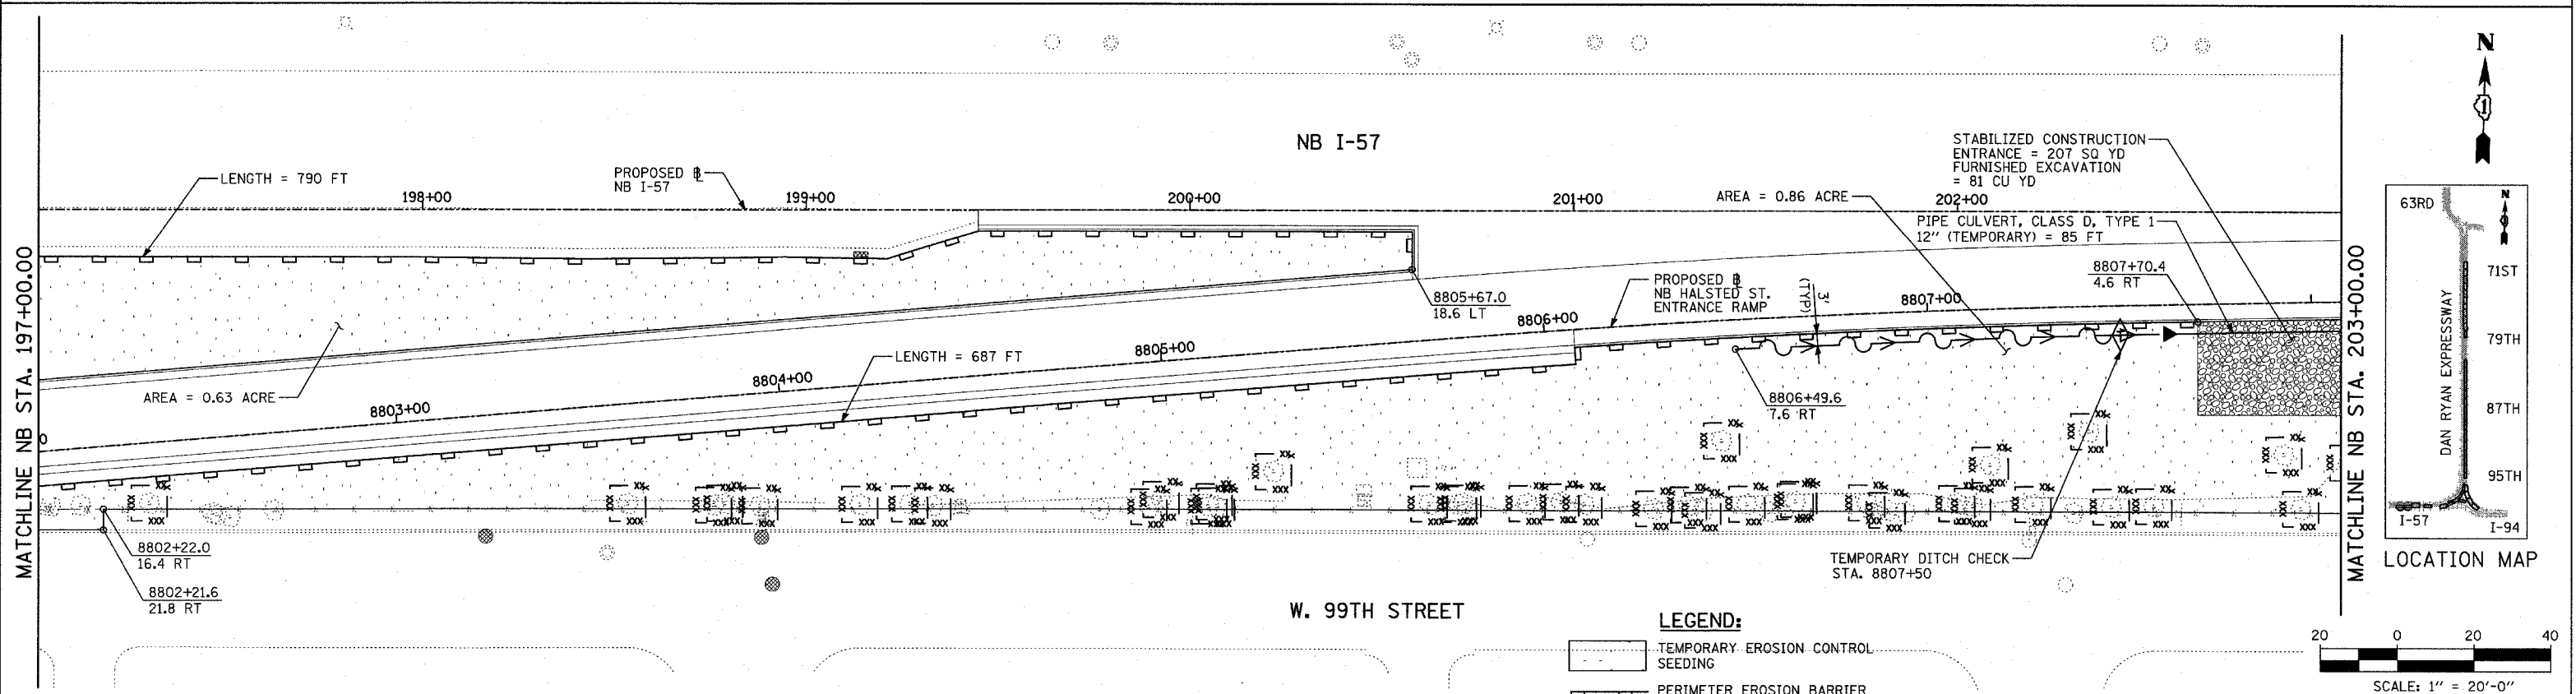 NB I-57
N
1
LENGTH = 790 FT
PROPOSED ℄
NB I-57
198+00
199+00
200+00
201+00
202+00
STABILIZED CONSTRUCTION
ENTRANCE = 207 SQ YD
FURNISHED EXCAVATION
= 81 CU YD
AREA = 0.86 ACRE
PIPE CULVERT, CLASS D, TYPE 1
12" (TEMPORARY) = 85 FT
8807+70.4
4.6 RT
MATCHLINE NB STA. 197+00.00
MATCHLINE NB STA. 203+00.00
8805+67.0
18.6 LT
PROPOSED ℄
NB HALSTED ST.
ENTRANCE RAMP
3'
(TYP)
8807+00
8806+00
8805+00
8804+00
8803+00
0
LENGTH = 687 FT
AREA = 0.63 ACRE
8806+49.6
7.6 RT
8802+22.0
16.4 RT
8802+21.6
21.8 RT
TEMPORARY DITCH CHECK
STA. 8807+50
W. 99TH STREET
LEGEND:
TEMPORARY EROSION CONTROL
SEEDING
PERIMETER EROSION BARRIER
63RD
N
71ST
79TH
87TH
95TH
DAN RYAN EXPRESSWAY
I-57
I-94
LOCATION MAP
20 0 20 40
SCALE: 1" = 20'-0"